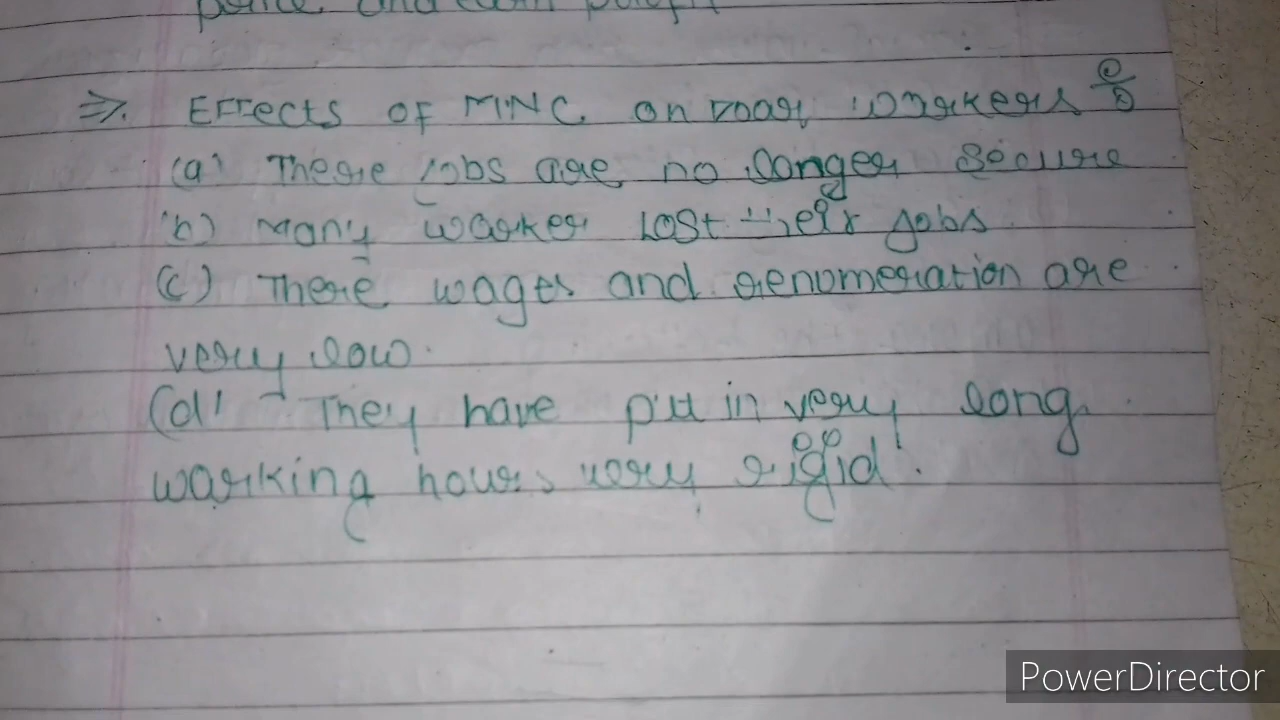 ⇒ Effects of MNC on poor workers :
(a) There jobs are no longer secure
(b) Many worker Lost their jobs
(c) There wages and renumeration are
very low.
(d) They have put in very long
working hours very rigid.
PowerDirector